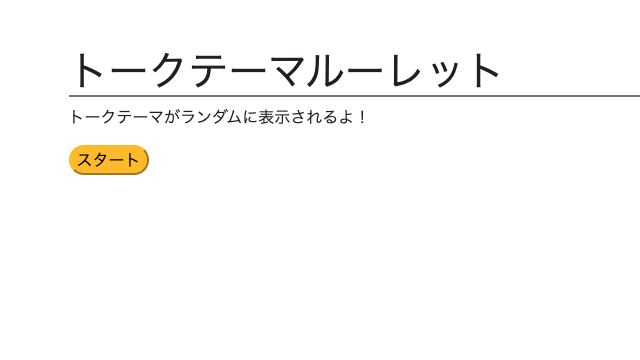 トークテーマルーレット
トークテーマがランダムに表示されるよ！
スタート